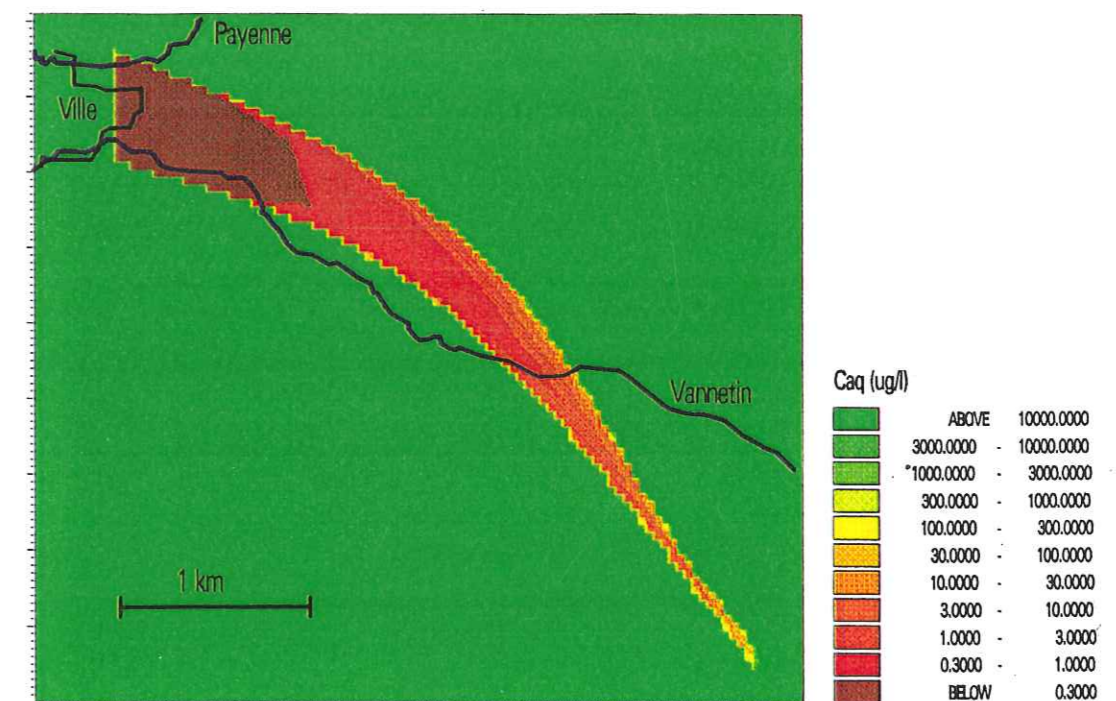 Payenne
Ville
Vannetin
1 km
Caq (ug/l)
ABOVE 10000.0000
3000.0000 - 10000.0000
°1000.0000 - 3000.0000
300.0000 - 1000.0000
100.0000 - 300.0000
30.0000 - 100.0000
10.0000 - 30.0000
3.0000 - 10.0000
1.0000 - 3.0000
0.3000 - 1.0000
BELOW 0.3000